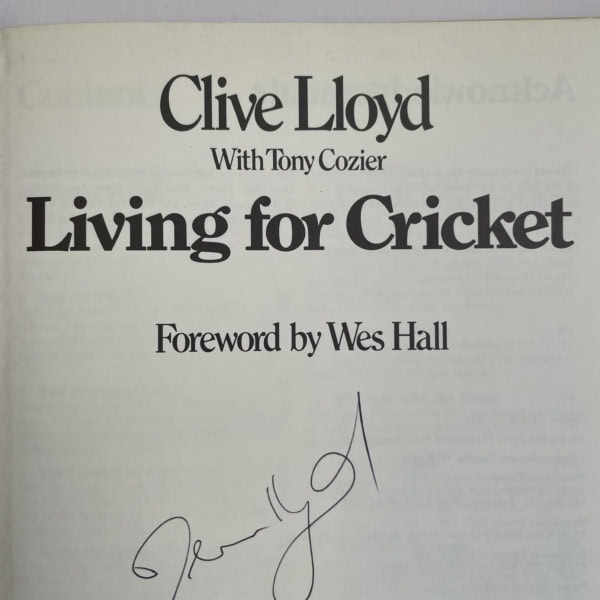 Clive Lloyd
With Tony Cozier
Living for Cricket
Foreword by Wes Hall